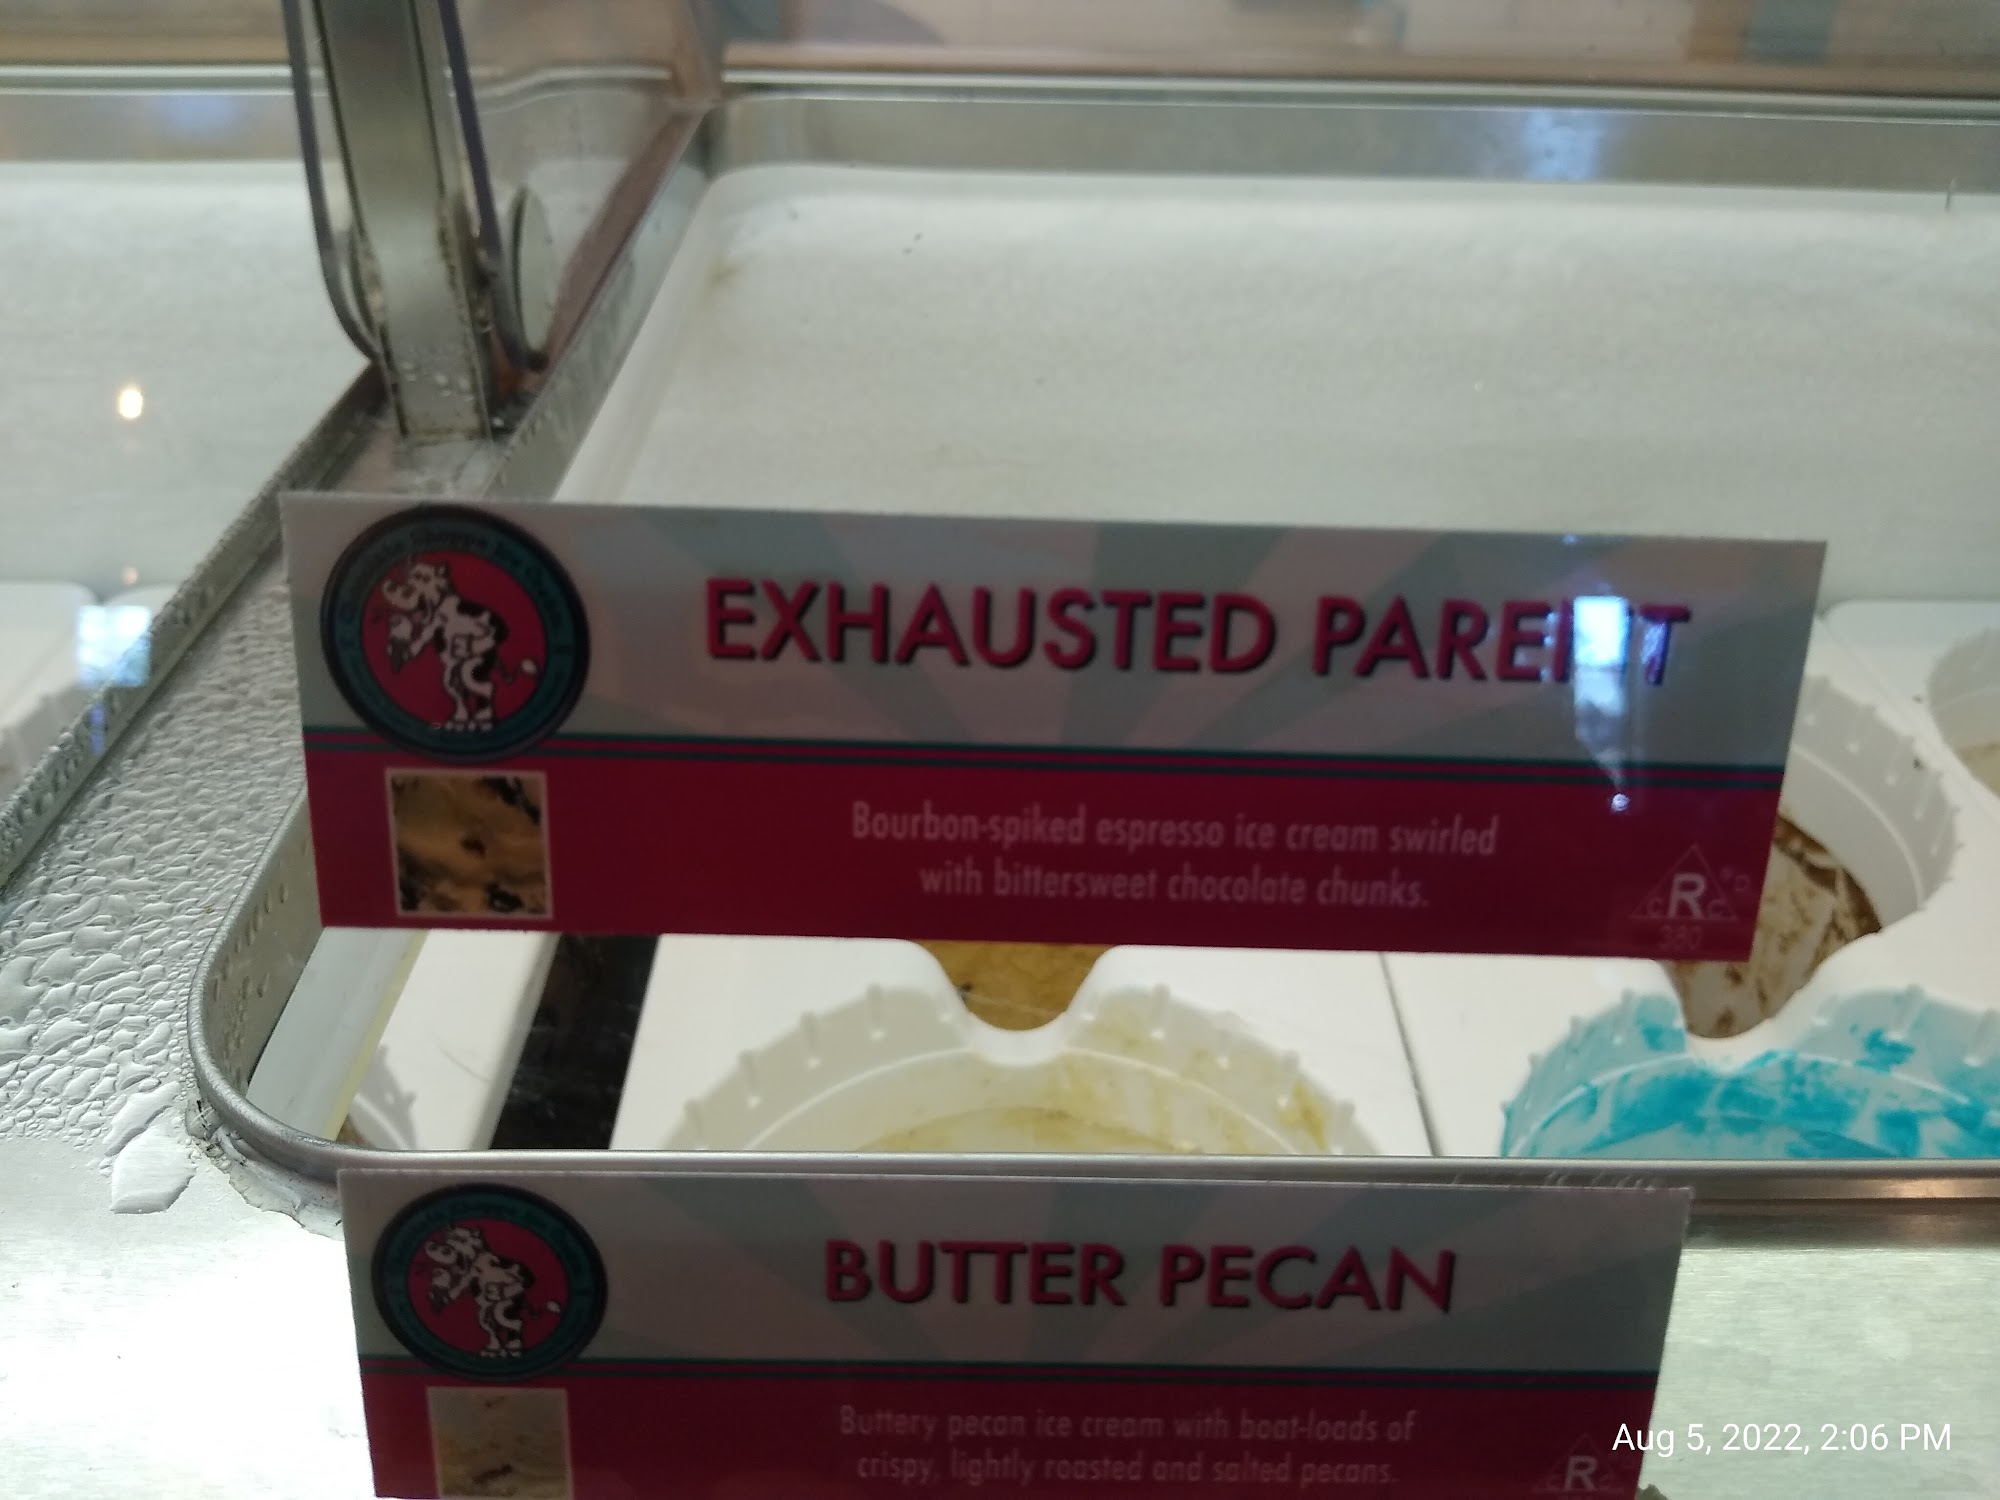 EXHAUSTED PARENT
Bourbon-spiked espresso ice cream swirled
with bittersweet chocolate chunks.
C R C
380
BUTTER PECAN
Buttery pecan ice cream with boat-loads of
crispy, lightly roasted and salted pecans.
C R C
Aug 5, 2022, 2:06 PM